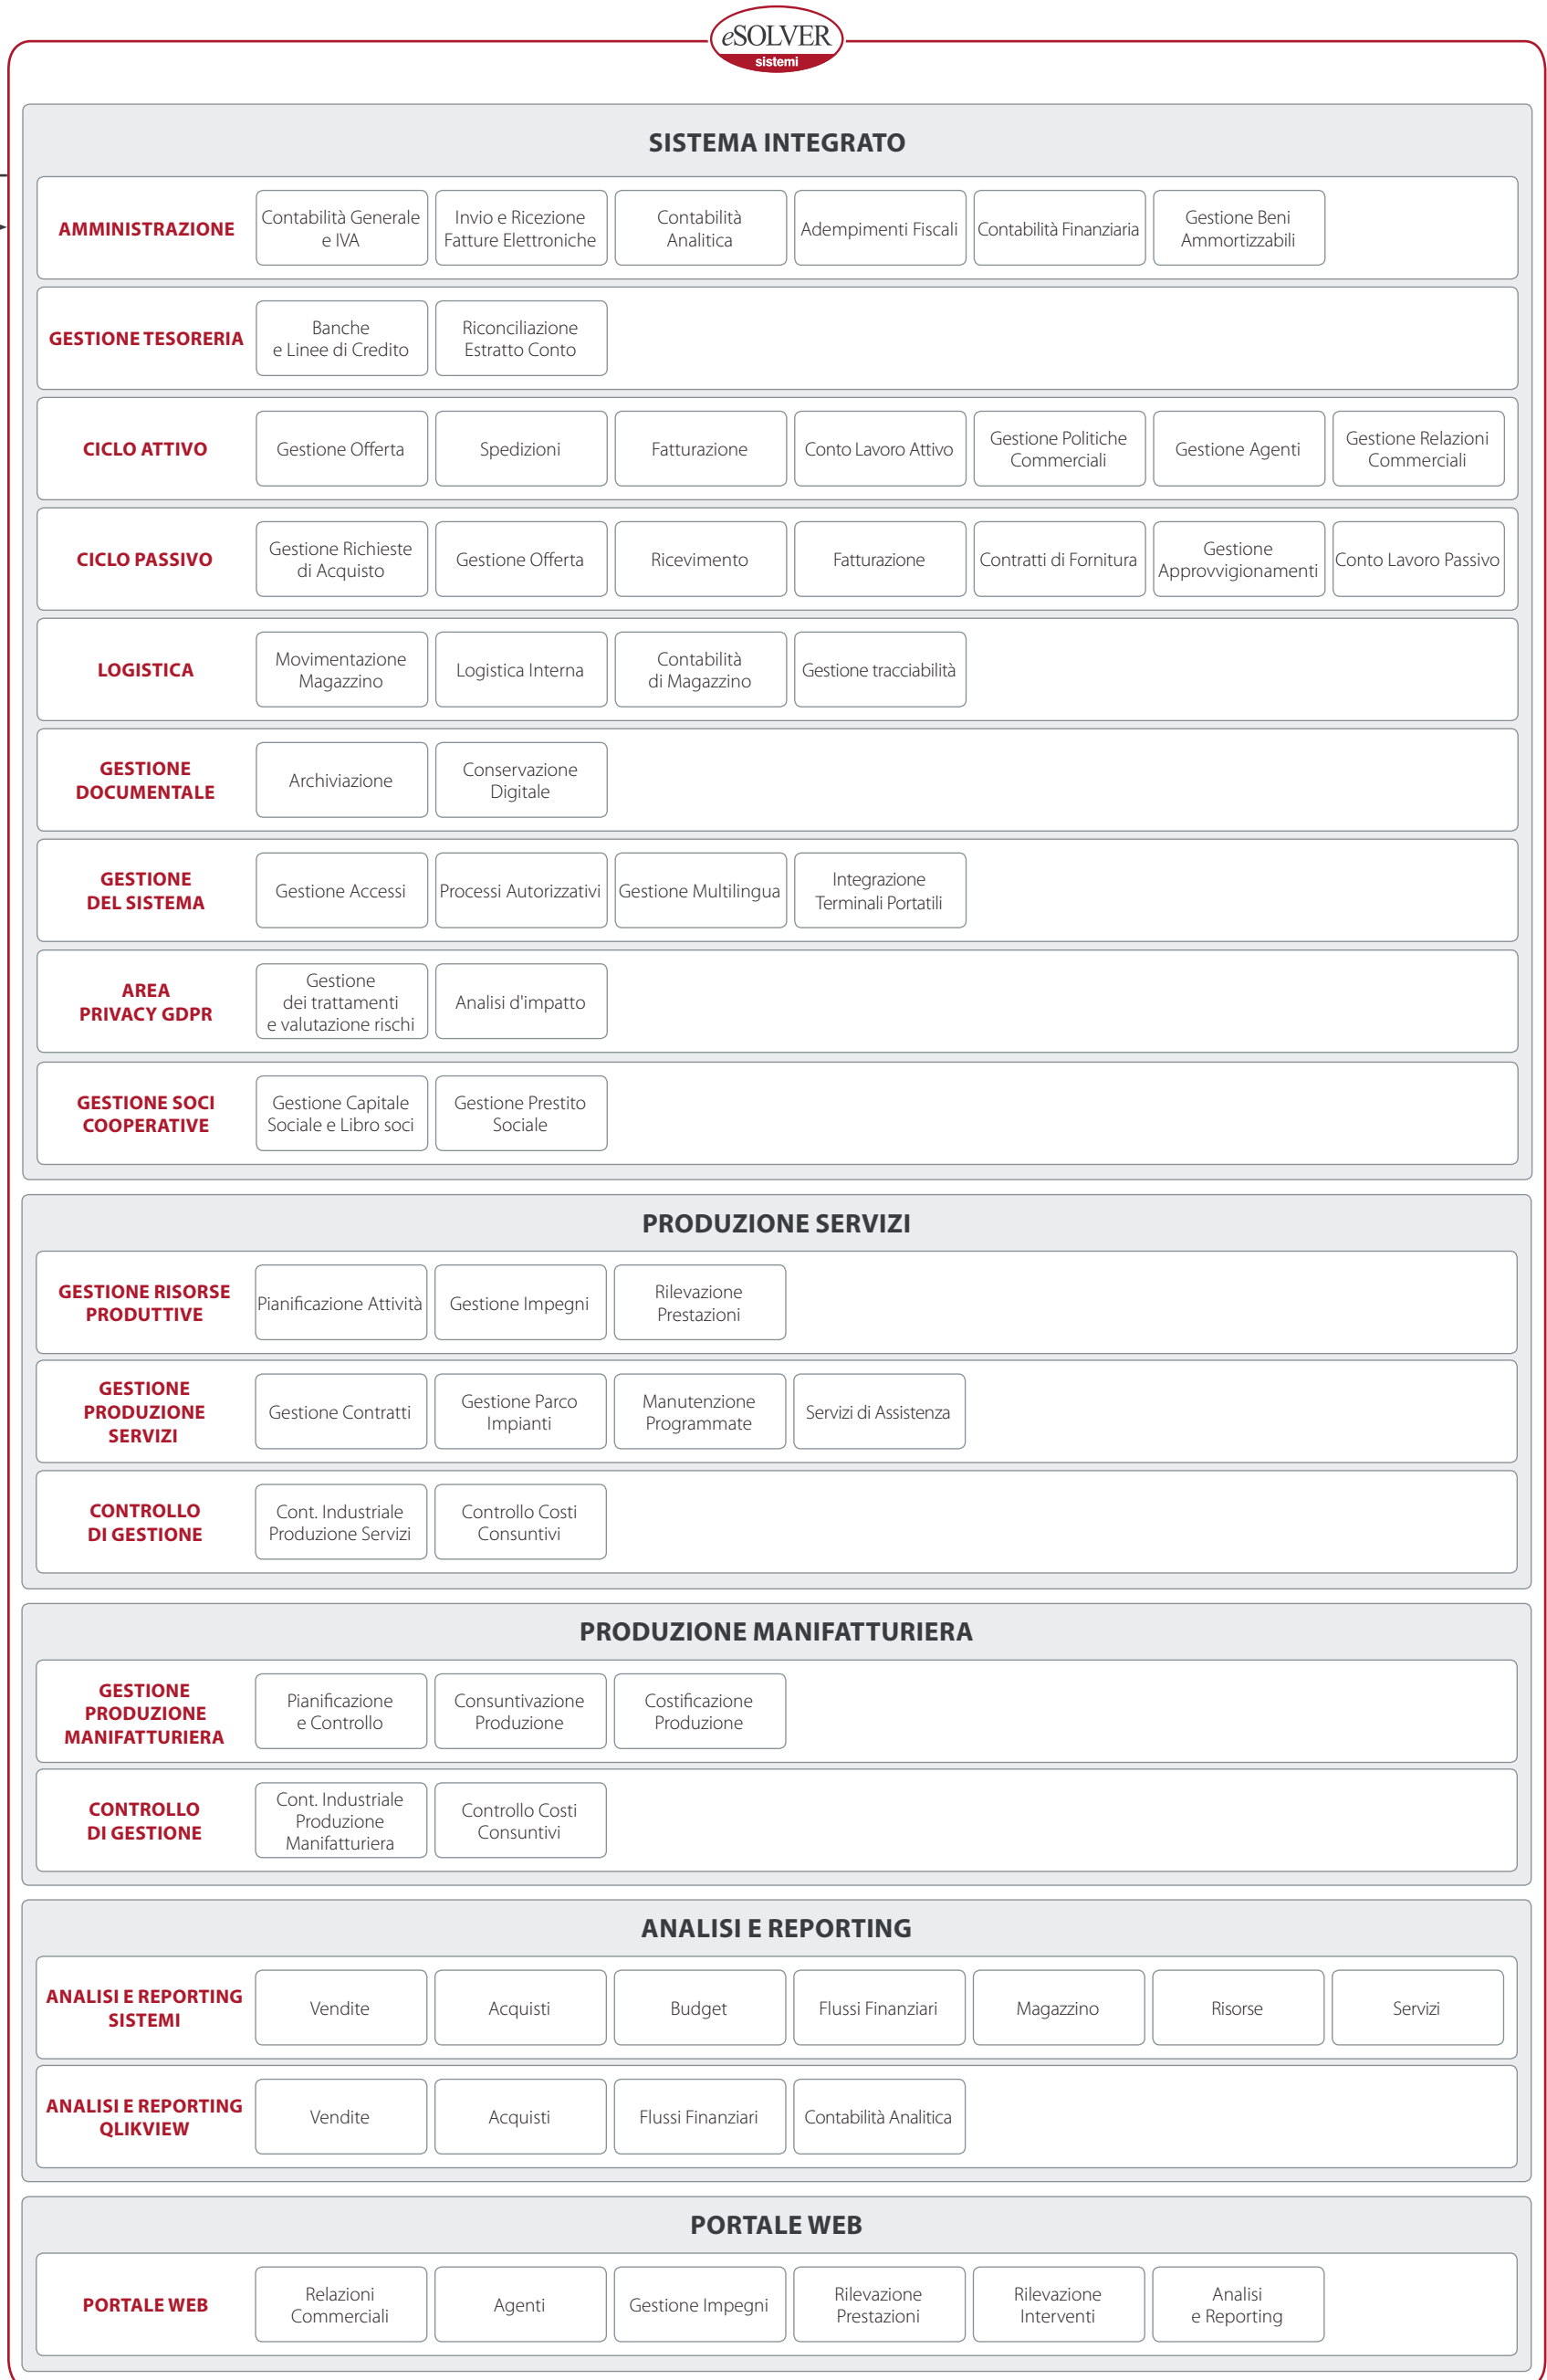 eSOLVER
sistemi
SISTEMA INTEGRATO
AMMINISTRAZIONE
Contabilità Generale
e IVA
Invio e Ricezione
Fatture Elettroniche
Contabilità
Analitica
Adempimenti Fiscali
Contabilità Finanziaria
Gestione Beni
Ammortizzabili
GESTIONE TESORERIA
Banche
e Linee di Credito
Riconciliazione
Estratto Conto
CICLO ATTIVO
Gestione Offerta
Spedizioni
Fatturazione
Conto Lavoro Attivo
Gestione Politiche
Commerciali
Gestione Agenti
Gestione Relazioni
Commerciali
CICLO PASSIVO
Gestione Richieste
di Acquisto
Gestione Offerta
Ricevimento
Fatturazione
Contratti di Fornitura
Gestione
Approvvigionamenti
Conto Lavoro Passivo
LOGISTICA
Movimentazione
Magazzino
Logistica Interna
Contabilità
di Magazzino
Gestione tracciabilità
GESTIONE
DOCUMENTALE
Archiviazione
Conservazione
Digitale
GESTIONE
DEL SISTEMA
Gestione Accessi
Processi Autorizzativi
Gestione Multilingua
Integrazione
Terminali Portatili
AREA
PRIVACY GDPR
Gestione
dei trattamenti
e valutazione rischi
Analisi d'impatto
GESTIONE SOCI
COOPERATIVE
Gestione Capitale
Sociale e Libro soci
Gestione Prestito
Sociale
PRODUZIONE SERVIZI
GESTIONE RISORSE
PRODUTTIVE
Pianificazione Attività
Gestione Impegni
Rilevazione
Prestazioni
GESTIONE
PRODUZIONE
SERVIZI
Gestione Contratti
Gestione Parco
Impianti
Manutenzione
Programmate
Servizi di Assistenza
CONTROLLO
DI GESTIONE
Cont. Industriale
Produzione Servizi
Controllo Costi
Consuntivi
PRODUZIONE MANIFATTURIERA
GESTIONE
PRODUZIONE
MANIFATTURIERA
Pianificazione
e Controllo
Consuntivazione
Produzione
Costificazione
Produzione
CONTROLLO
DI GESTIONE
Cont. Industriale
Produzione
Manifatturiera
Controllo Costi
Consuntivi
ANALISI E REPORTING
ANALISI E REPORTING
SISTEMI
Vendite
Acquisti
Budget
Flussi Finanziari
Magazzino
Risorse
Servizi
ANALISI E REPORTING
QLIKVIEW
Vendite
Acquisti
Flussi Finanziari
Contabilità Analitica
PORTALE WEB
PORTALE WEB
Relazioni
Commerciali
Agenti
Gestione Impegni
Rilevazione
Prestazioni
Rilevazione
Interventi
Analisi
e Reporting